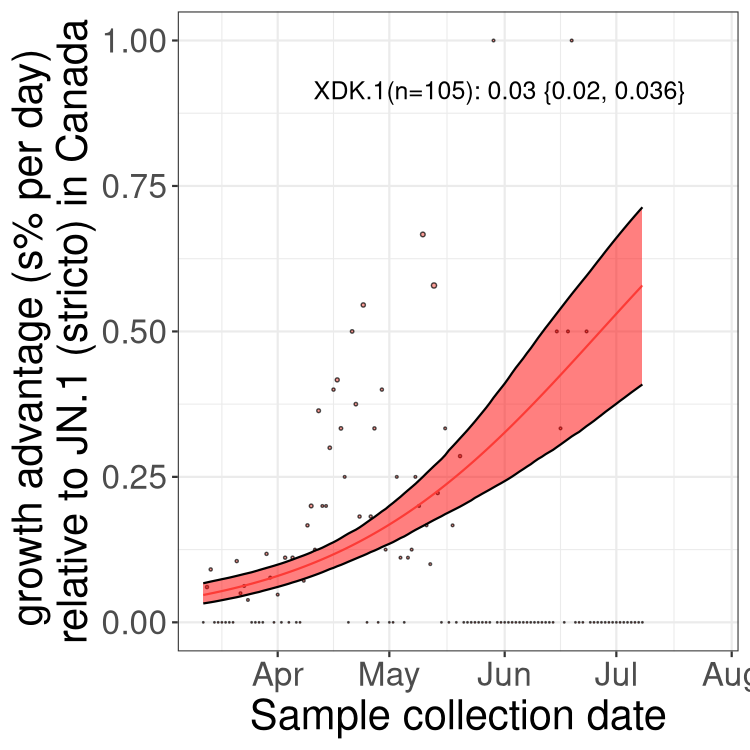 growth advantage (s% per day)
relative to JN.1 (stricto) in Canada
1.00
0.75
0.50
0.25
0.00
XDK.1(n=105): 0.03 {0.02, 0.036}
Apr May Jun Jul Aug
Sample collection date